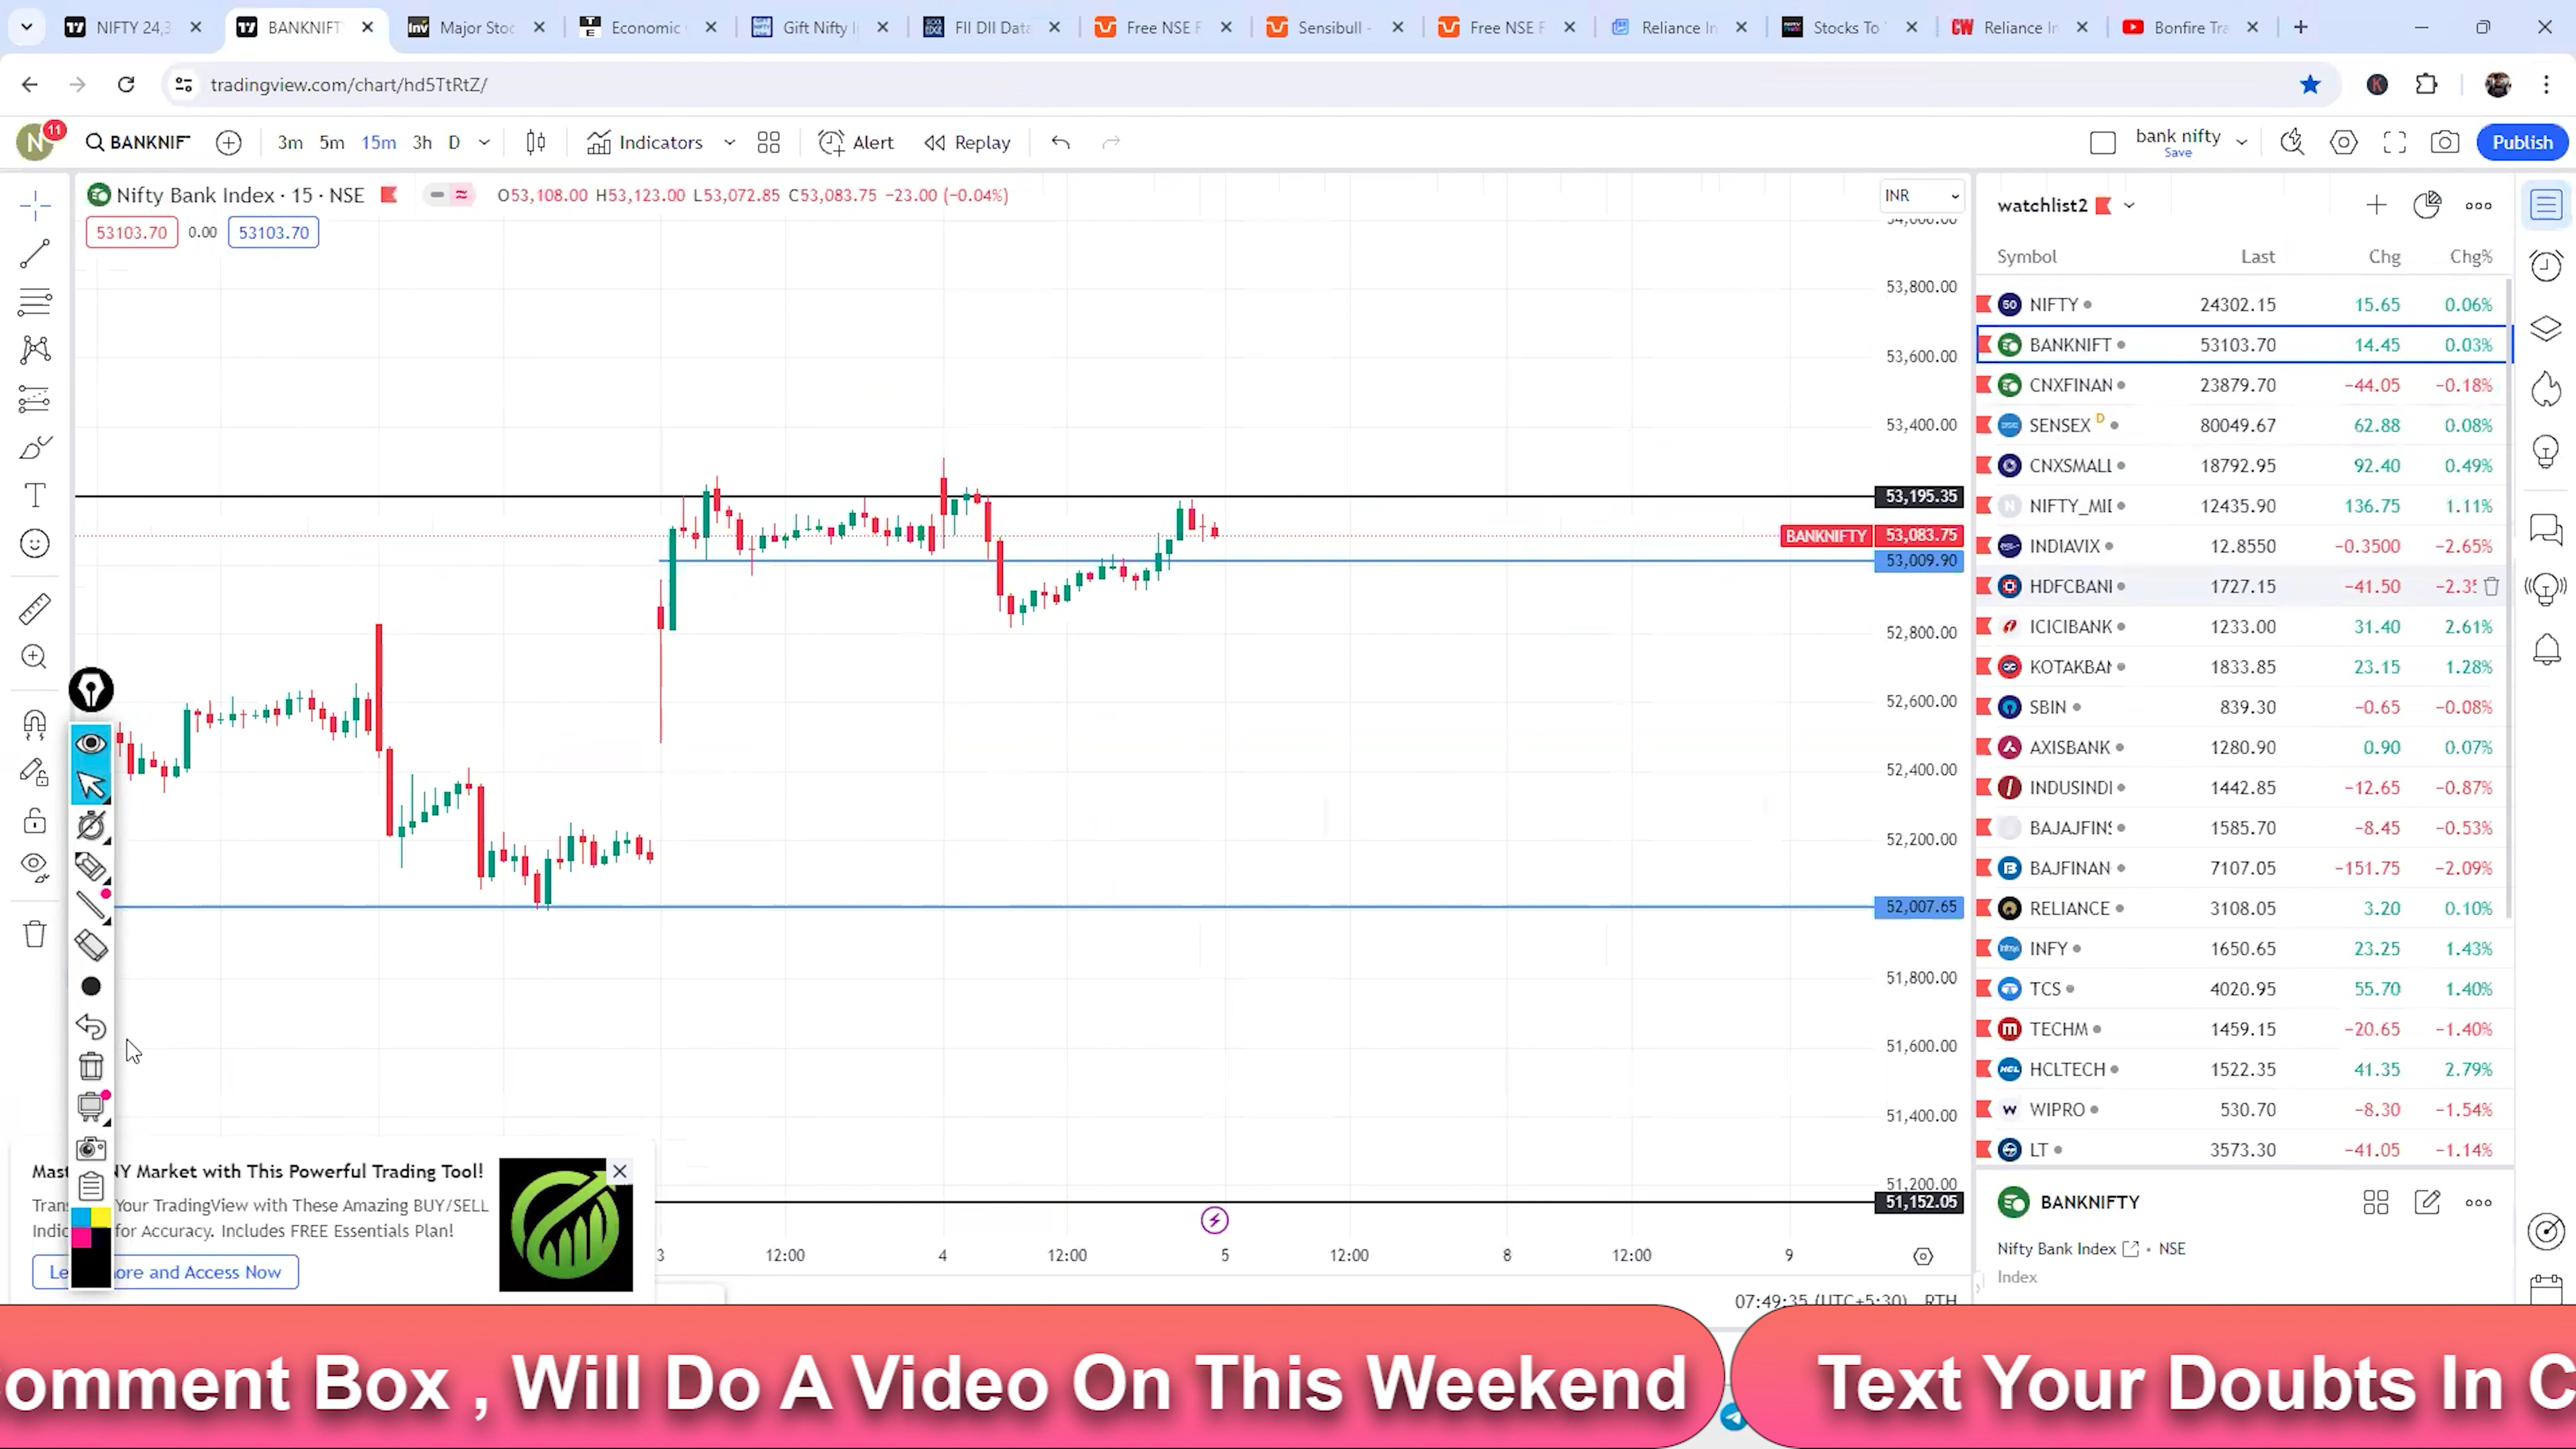 NIFTY 24,3
BANKNIFT
Major Stoc
Economic
Gift Nifty I
FII DII Data
Free NSE F
Sensibull -
Free NSE F
Reliance In
Stocks To
Reliance In
Bonfire Tra
tradingview.com/chart/hd5TtRtZ/
N 11 BANKNIF 3m 5m 15m 3h D Indicators Alert Replay bank nifty Save Publish
Nifty Bank Index · 15 · NSE O53,108.00 H53,123.00 L53,072.85 C53,083.75 −23.00 (−0.04%)
53103.70 0.00 53103.70
INR
53,800.00
53,600.00
53,400.00
53,195.35
BANKNIFTY 53,083.75
53,009.90
52,800.00
52,600.00
52,400.00
52,200.00
52,007.65
51,800.00
51,600.00
51,400.00
51,200.00
51,152.05
3 12:00 4 12:00 5 12:00 8 12:00 9
07:49:35 (UTC+5:30) RTH
watchlist2
Symbol Last Chg Chg%
NIFTY 24302.15 15.65 0.06%
BANKNIFT 53103.70 14.45 0.03%
CNXFINAN 23879.70 −44.05 −0.18%
SENSEX D 80049.67 62.88 0.08%
CNXSMALL 18792.95 92.40 0.49%
NIFTY_MID 12435.90 136.75 1.11%
INDIAVIX 12.8550 −0.3500 −2.65%
HDFCBANI 1727.15 −41.50 −2.35
ICICIBANK 1233.00 31.40 2.61%
KOTAKBAN 1833.85 23.15 1.28%
SBIN 839.30 −0.65 −0.08%
AXISBANK 1280.90 0.90 0.07%
INDUSINDI 1442.85 −12.65 −0.87%
BAJAJFINS 1585.70 −8.45 −0.53%
BAJFINAN 7107.05 −151.75 −2.09%
RELIANCE 3108.05 3.20 0.10%
INFY 1650.65 23.25 1.43%
TCS 4020.95 55.70 1.40%
TECHM 1459.15 −20.65 −1.40%
HCLTECH 1522.35 41.35 2.79%
WIPRO 530.70 −8.30 −1.54%
LT 3573.30 −41.05 −1.14%
BANKNIFTY
Nifty Bank Index · NSE
Index
Mast NY Market with This Powerful Trading Tool!
Trans Your TradingView with These Amazing BUY/SELL
Indic for Accuracy. Includes FREE Essentials Plan!
Le ore and Access Now
omment Box , Will Do A Video On This Weekend
Text Your Doubts In C